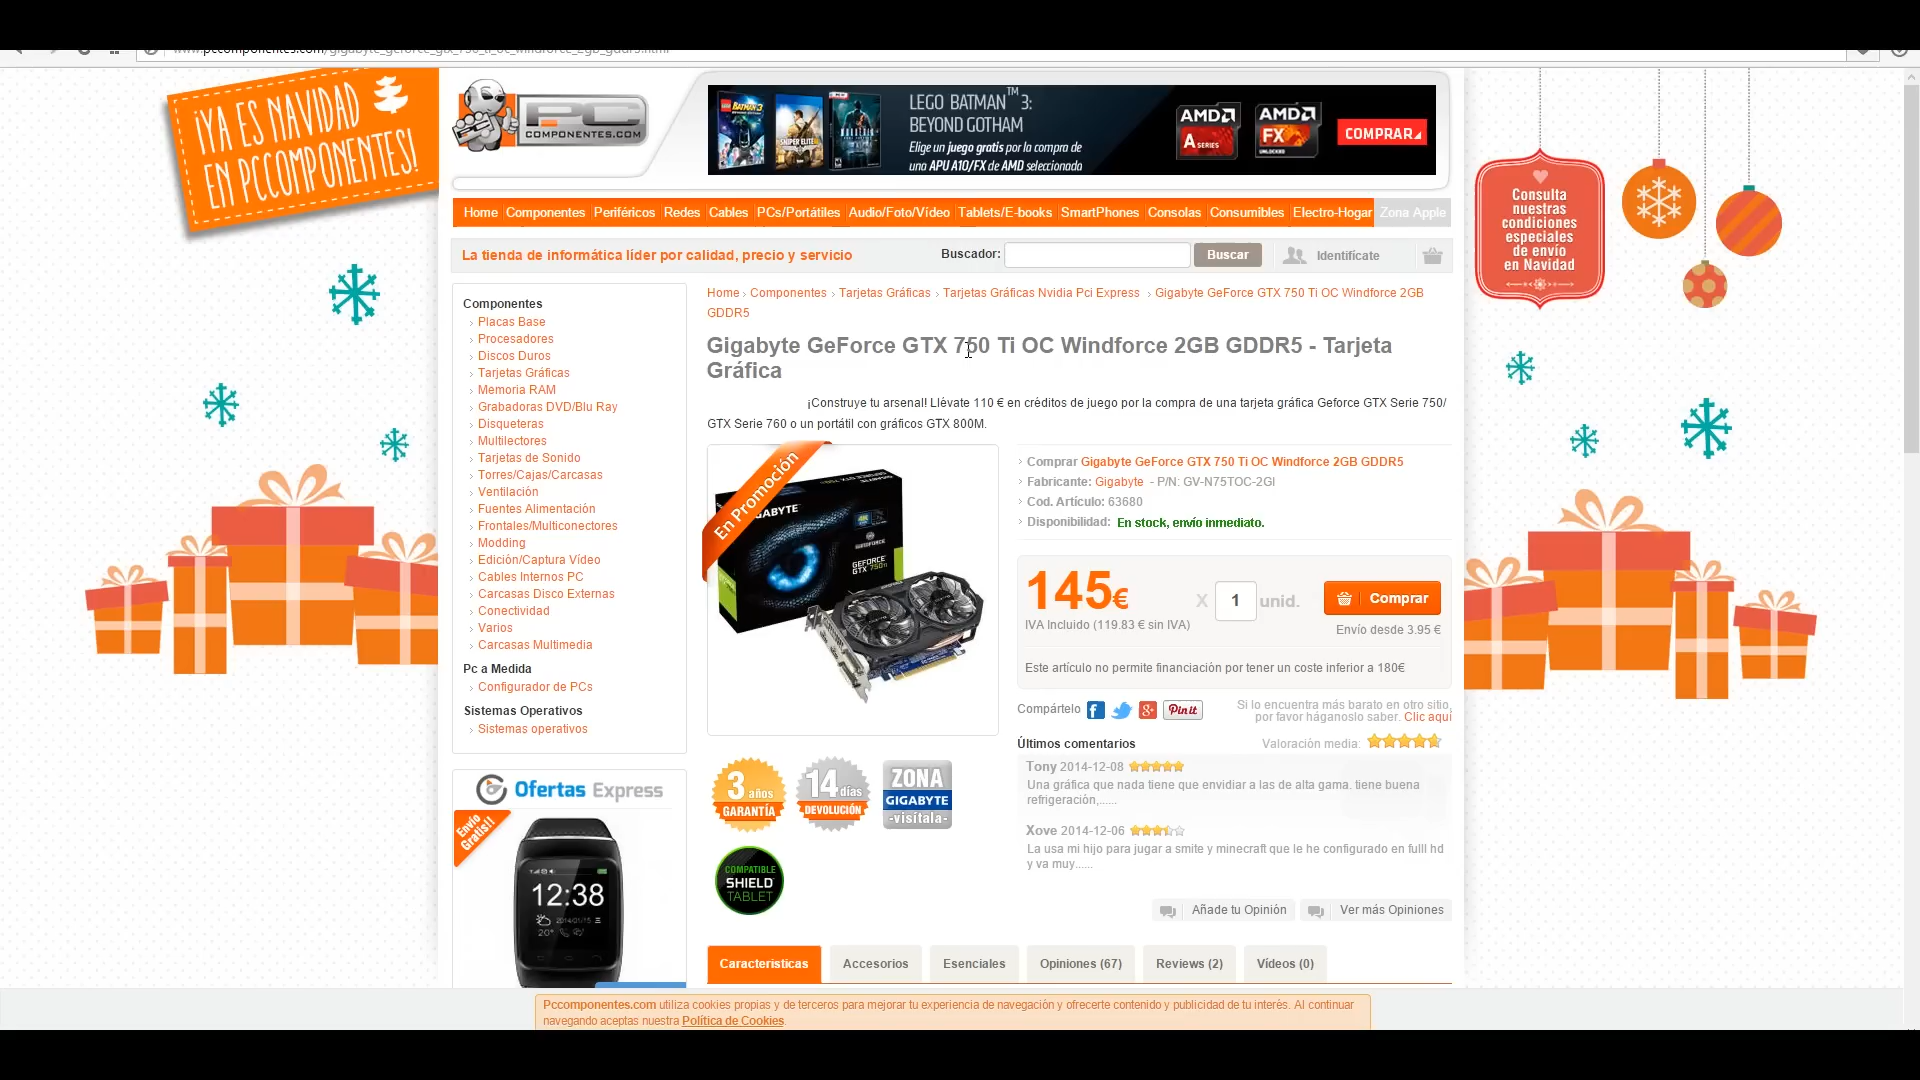 ¡YA ES NAVIDAD
EN PCCOMPONENTES!
PC
COMPONENTES.COM
LEGO BATMAN™ 3:
BEYOND GOTHAM
Elige un juego gratis por la compra de
una APU A10/FX de AMD seleccionada
AMD
A SERIES
AMD
FX
UNLOCKED
COMPRAR
Consulta
nuestras
condiciones
especiales
de envío
en Navidad
Home Componentes Periféricos Redes Cables PCs/Portátiles Audio/Foto/Vídeo Tablets/E-books SmartPhones Consolas Consumibles Electro-Hogar Zona Apple
La tienda de informática líder por calidad, precio y servicio
Buscador: Buscar Identifícate
Componentes
Placas Base
Procesadores
Discos Duros
Tarjetas Gráficas
Memoria RAM
Grabadoras DVD/Blu Ray
Disqueteras
Multilectores
Tarjetas de Sonido
Torres/Cajas/Carcasas
Ventilación
Fuentes Alimentación
Frontales/Multiconectores
Modding
Edición/Captura Vídeo
Cables Internos PC
Carcasas Disco Externas
Conectividad
Varios
Carcasas Multimedia
Pc a Medida
Configurador de PCs
Sistemas Operativos
Sistemas operativos
Ofertas Express
Envío
Gratis!!
12:38
2014/01/15
20°
Home › Componentes › Tarjetas Gráficas › Tarjetas Gráficas Nvidia Pci Express › Gigabyte GeForce GTX 750 Ti OC Windforce 2GB
GDDR5
Gigabyte GeForce GTX 750 Ti OC Windforce 2GB GDDR5 - Tarjeta
Gráfica
¡Construye tu arsenal! Llévate 110 € en créditos de juego por la compra de una tarjeta gráfica Geforce GTX Serie 750/
GTX Serie 760 o un portátil con gráficos GTX 800M.
En Promoción
GIGABYTE
GEFORCE
GTX 750Ti
Comprar Gigabyte GeForce GTX 750 Ti OC Windforce 2GB GDDR5
Fabricante: Gigabyte - P/N: GV-N75TOC-2GI
Cod. Artículo: 63680
Disponibilidad: En stock, envío inmediato.
145€
IVA Incluido (119.83 € sin IVA)
X 1 unid.
Comprar
Envío desde 3.95 €
Este artículo no permite financiación por tener un coste inferior a 180€
Compártelo
Pin it
Si lo encuentra más barato en otro sitio,
por favor háganoslo saber. Clic aquí
Últimos comentarios
Valoración media:
Tony 2014-12-08
Una gráfica que nada tiene que envidiar a las de alta gama. tiene buena
refrigeración,......
Xove 2014-12-06
La usa mi hijo para jugar a smite y minecraft que le he configurado en fulll hd
y va muy......
3 años
GARANTÍA
14 días
DEVOLUCIÓN
ZONA
GIGABYTE
-visítala-
COMPATIBLE
SHIELD
TABLET
Añade tu Opinión
Ver más Opiniones
Características Accesorios Esenciales Opiniones (67) Reviews (2) Vídeos (0)
Pccomponentes.com utiliza cookies propias y de terceros para mejorar tu experiencia de navegación y ofrecerte contenido y publicidad de tu interés. Al continuar
navegando aceptas nuestra Política de Cookies.